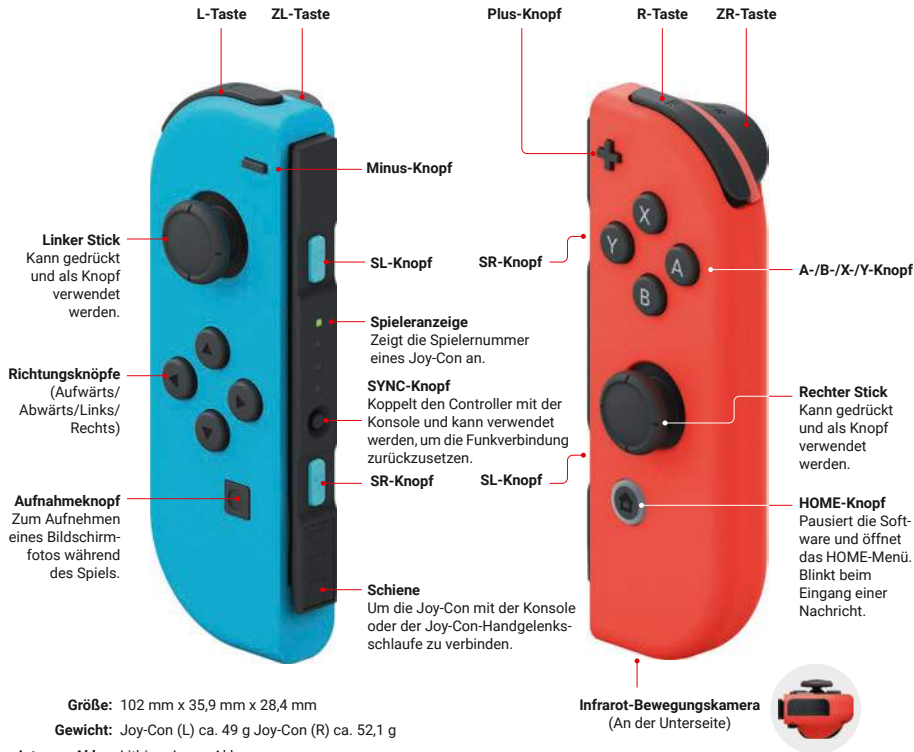 L-Taste
ZL-Taste
Plus-Knopf
R-Taste
ZR-Taste
Minus-Knopf
Linker Stick
Kann gedrückt
und als Knopf
verwendet
werden.
SL-Knopf
Spieleranzeige
Zeigt die Spielernummer
eines Joy-Con an.
Richtungsknöpfe
(Aufwärts/
Abwärts/Links/
Rechts)
SYNC-Knopf
Koppelt den Controller mit der
Konsole und kann verwendet
werden, um die Funkverbindung
zurückzusetzen.
SR-Knopf
Aufnahmeknopf
Zum Aufnehmen
eines Bildschirm-
fotos während
des Spiels.
Schiene
Um die Joy-Con mit der Konsole
oder der Joy-Con-Handgelenks-
schlaufe zu verbinden.
SR-Knopf
X
Y
A
B
A-/B-/X-/Y-Knopf
Rechter Stick
Kann gedrückt
und als Knopf
verwendet
werden.
SL-Knopf
HOME-Knopf
Pausiert die Soft-
ware und öffnet
das HOME-Menü.
Blinkt beim
Eingang einer
Nachricht.
Infrarot-Bewegungskamera
(An der Unterseite)
Größe: 102 mm x 35,9 mm x 28,4 mm
Gewicht: Joy-Con (L) ca. 49 g Joy-Con (R) ca. 52,1 g